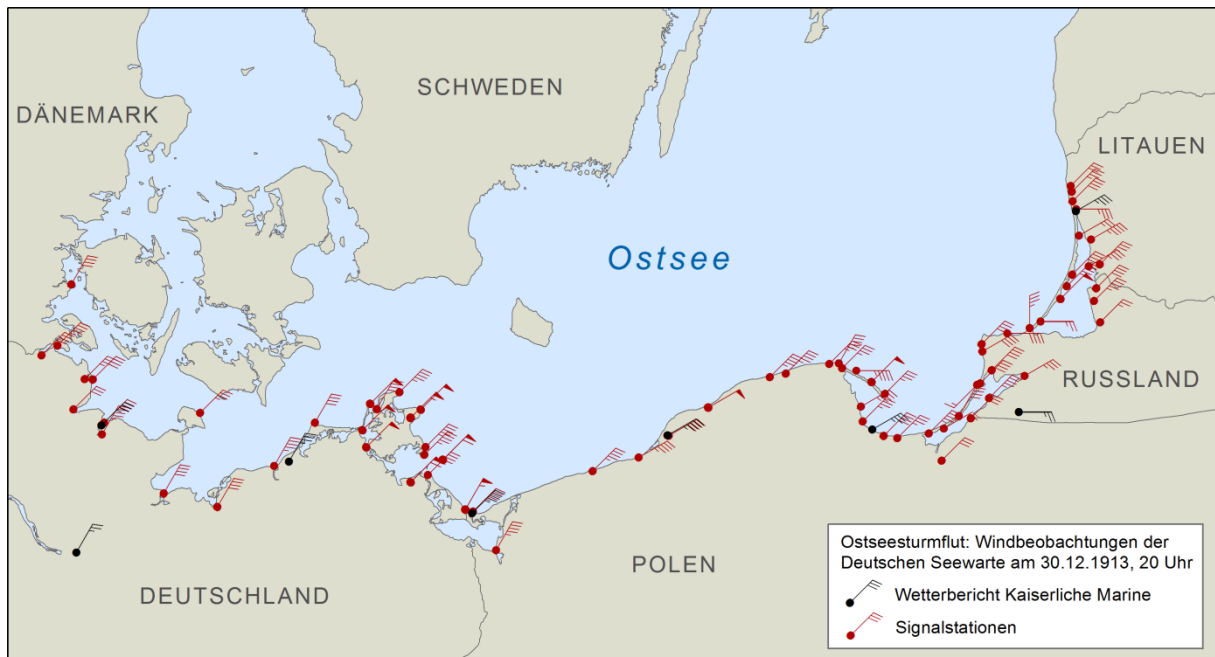 SCHWEDEN
DÄNEMARK
LITAUEN
Ostsee
RUSSLAND
Ostseesturmflut: Windbeobachtungen der
Deutschen Seewarte am 30.12.1913, 20 Uhr
POLEN
DEUTSCHLAND
Wetterbericht Kaiserliche Marine
Signalstationen